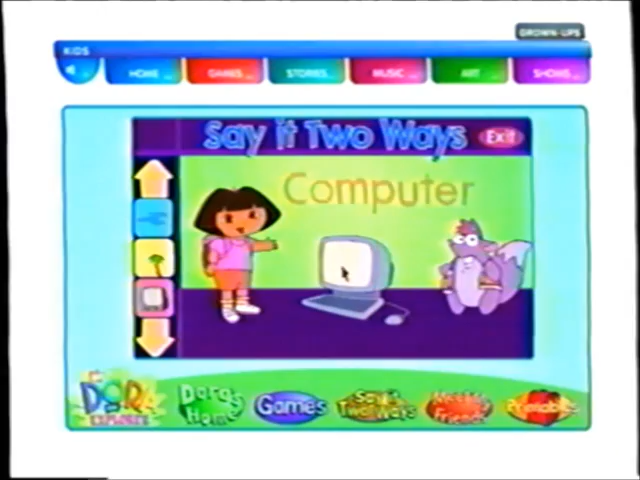 GROWN-UPS
KIDS
HOME
GAMES
STORIES
MUSIC
ART
SHOWS
Say it Two Ways
Exit
Computer
DORA
EXPLORER
Dora's
Home
Games
Say it
Two Ways
Friends
Printables